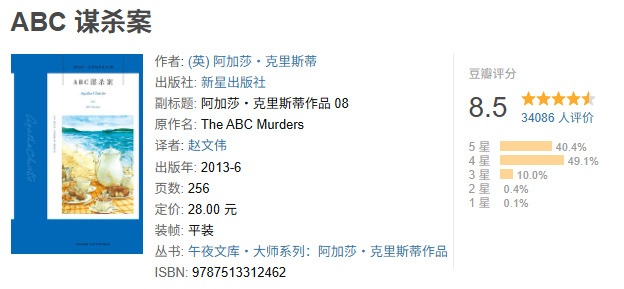 ABC 谋杀案
ABC谋杀案
Agatha Christie
作者: (英) 阿加莎・克里斯蒂
出版社: 新星出版社
副标题: 阿加莎・克里斯蒂作品 08
原作名: The ABC Murders
译者: 赵文伟
出版年: 2013-6
页数: 256
定价: 28.00 元
装帧: 平装
丛书: 午夜文库・大师系列：阿加莎・克里斯蒂作品
ISBN: 9787513312462
豆瓣评分
8.5
34086 人评价
5 星 40.4%
4 星 49.1%
3 星 10.0%
2 星 0.4%
1 星 0.1%